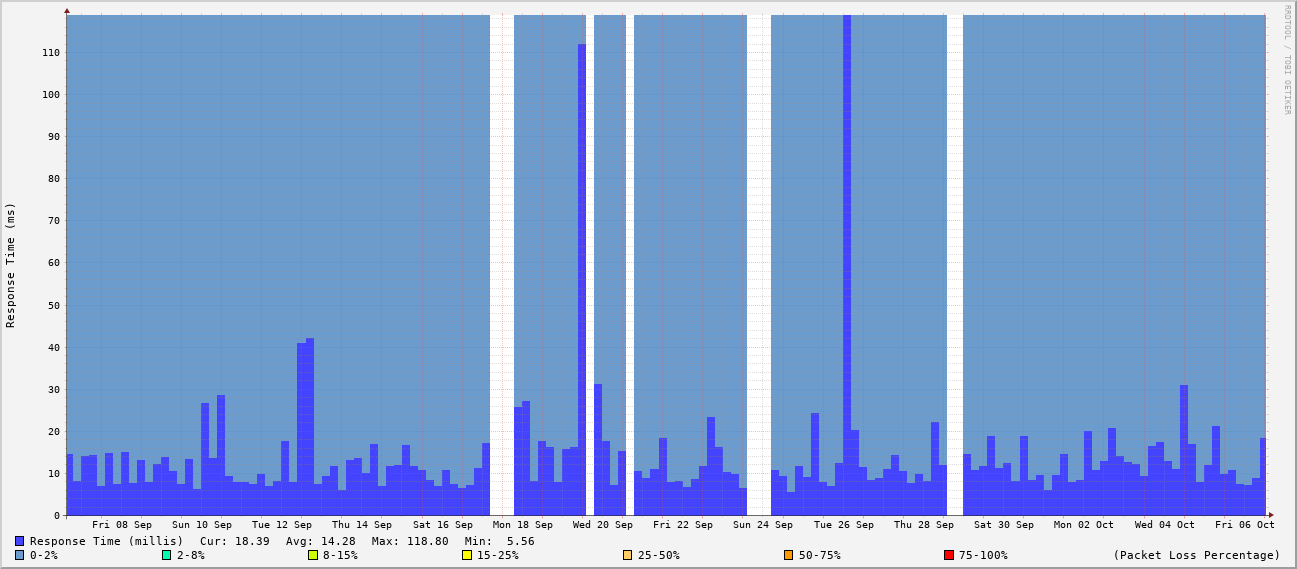 RRDTOOL / TOBI OETIKER
Response Time (ms)
110
100
90
80
70
60
50
40
30
20
10
0
Fri 08 Sep Sun 10 Sep Tue 12 Sep Thu 14 Sep Sat 16 Sep Mon 18 Sep Wed 20 Sep Fri 22 Sep Sun 24 Sep Tue 26 Sep Thu 28 Sep Sat 30 Sep Mon 02 Oct Wed 04 Oct Fri 06 Oct
Response Time (millis) Cur: 18.39 Avg: 14.28 Max: 118.80 Min: 5.56
0-2% 2-8% 8-15% 15-25% 25-50% 50-75% 75-100% (Packet Loss Percentage)